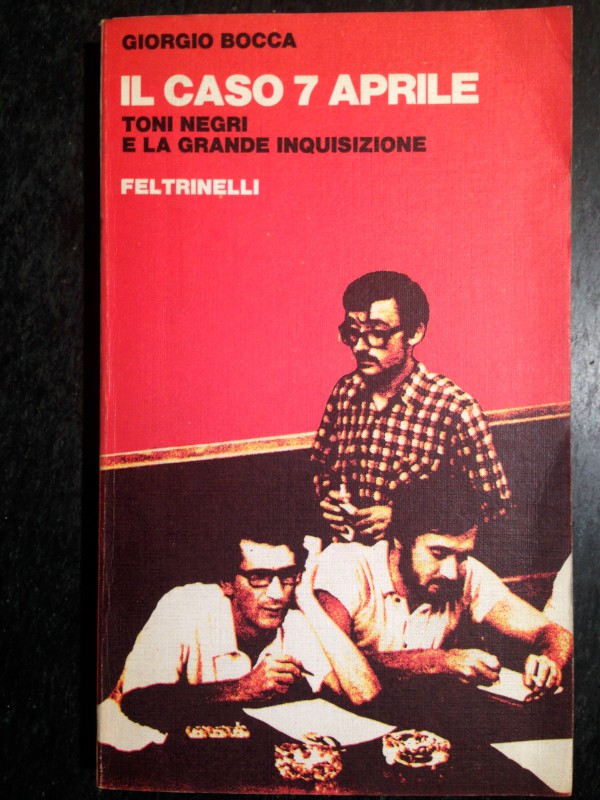 GIORGIO BOCCA
IL CASO 7 APRILE
TONI NEGRI
E LA GRANDE INQUISIZIONE
FELTRINELLI